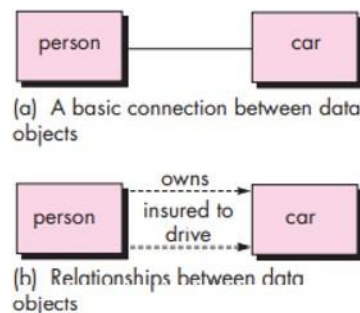 person car
(a) A basic connection between data
objects
owns
person insured to car
drive
(b) Relationships between data
objects